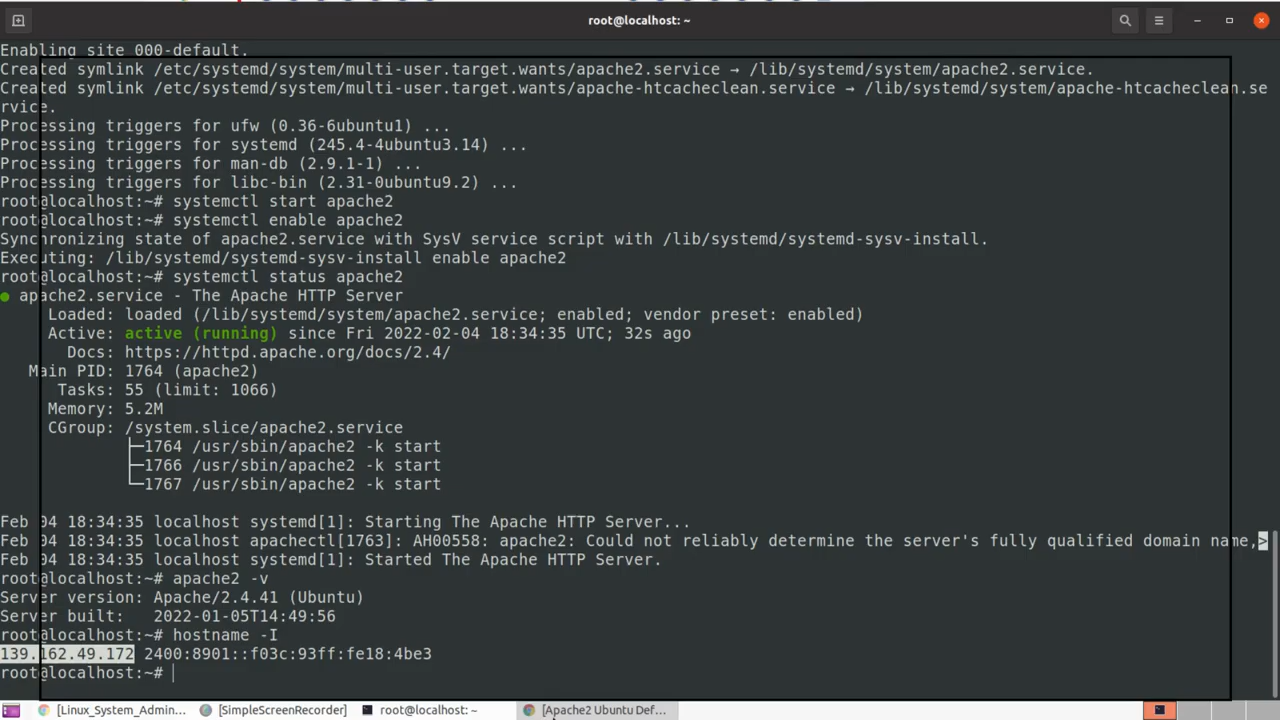 root@localhost: ~
Enabling site 000-default.
Created symlink /etc/systemd/system/multi-user.target.wants/apache2.service → /lib/systemd/system/apache2.service.
Created symlink /etc/systemd/system/multi-user.target.wants/apache-htcacheclean.service → /lib/systemd/system/apache-htcacheclean.se
rvice.
Processing triggers for ufw (0.36-6ubuntu1) ...
Processing triggers for systemd (245.4-4ubuntu3.14) ...
Processing triggers for man-db (2.9.1-1) ...
Processing triggers for libc-bin (2.31-0ubuntu9.2) ...
root@localhost:~# systemctl start apache2
root@localhost:~# systemctl enable apache2
Synchronizing state of apache2.service with SysV service script with /lib/systemd/systemd-sysv-install.
Executing: /lib/systemd/systemd-sysv-install enable apache2
root@localhost:~# systemctl status apache2
● apache2.service - The Apache HTTP Server
Loaded: loaded (/lib/systemd/system/apache2.service; enabled; vendor preset: enabled)
Active: active (running) since Fri 2022-02-04 18:34:35 UTC; 32s ago
Docs: https://httpd.apache.org/docs/2.4/
Main PID: 1764 (apache2)
Tasks: 55 (limit: 1066)
Memory: 5.2M
CGroup: /system.slice/apache2.service
├─1764 /usr/sbin/apache2 -k start
├─1766 /usr/sbin/apache2 -k start
└─1767 /usr/sbin/apache2 -k start
Feb 04 18:34:35 localhost systemd[1]: Starting The Apache HTTP Server...
Feb 04 18:34:35 localhost apachectl[1763]: AH00558: apache2: Could not reliably determine the server's fully qualified domain name,>
Feb 04 18:34:35 localhost systemd[1]: Started The Apache HTTP Server.
root@localhost:~# apache2 -v
Server version: Apache/2.4.41 (Ubuntu)
Server built:   2022-01-05T14:49:56
root@localhost:~# hostname -I
139.162.49.172 2400:8901::f03c:93ff:fe18:4be3
root@localhost:~#
[Linux_System_Admin... [SimpleScreenRecorder] root@localhost: ~ [Apache2 Ubuntu Def...